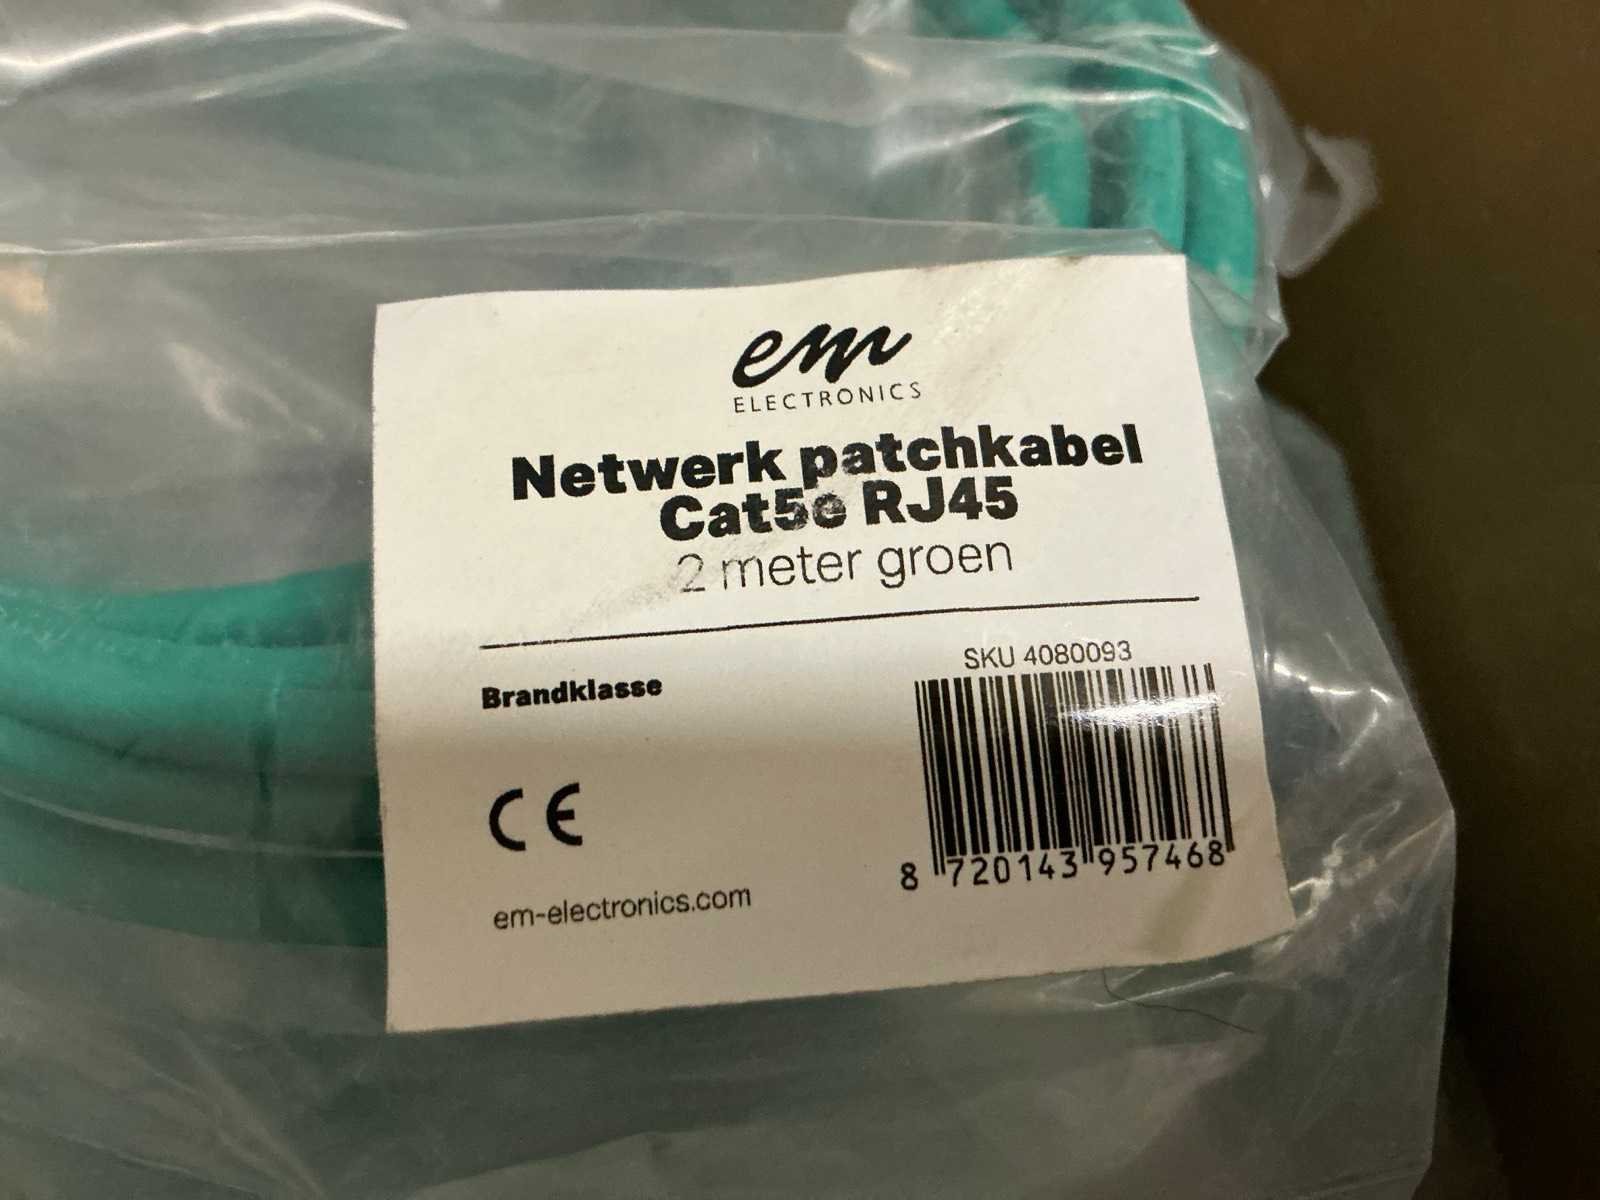 em
ELECTRONICS
Netwerk patchkabel
Cat5e RJ45
2 meter groen
SKU 4080093
Brandklasse
8 720143 957468
em-electronics.com
CE